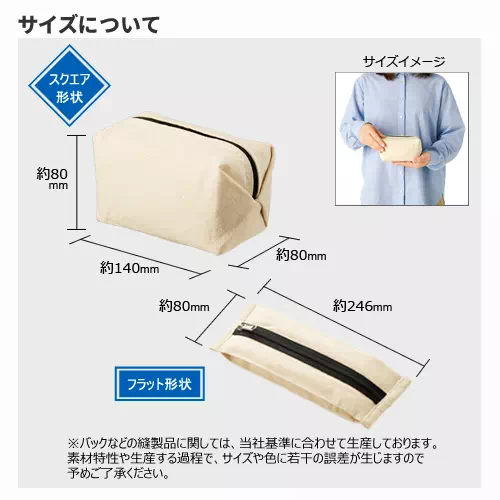 サイズについて
スクエア
形状
サイズイメージ
約80
mm
約140mm
約80mm
約80mm
約246mm
フラット形状
※バックなどの縫製品に関しては、当社基準に合わせて生産しております。
素材特性や生産する過程で、サイズや色に若干の誤差が生じますので
予めご了承ください。